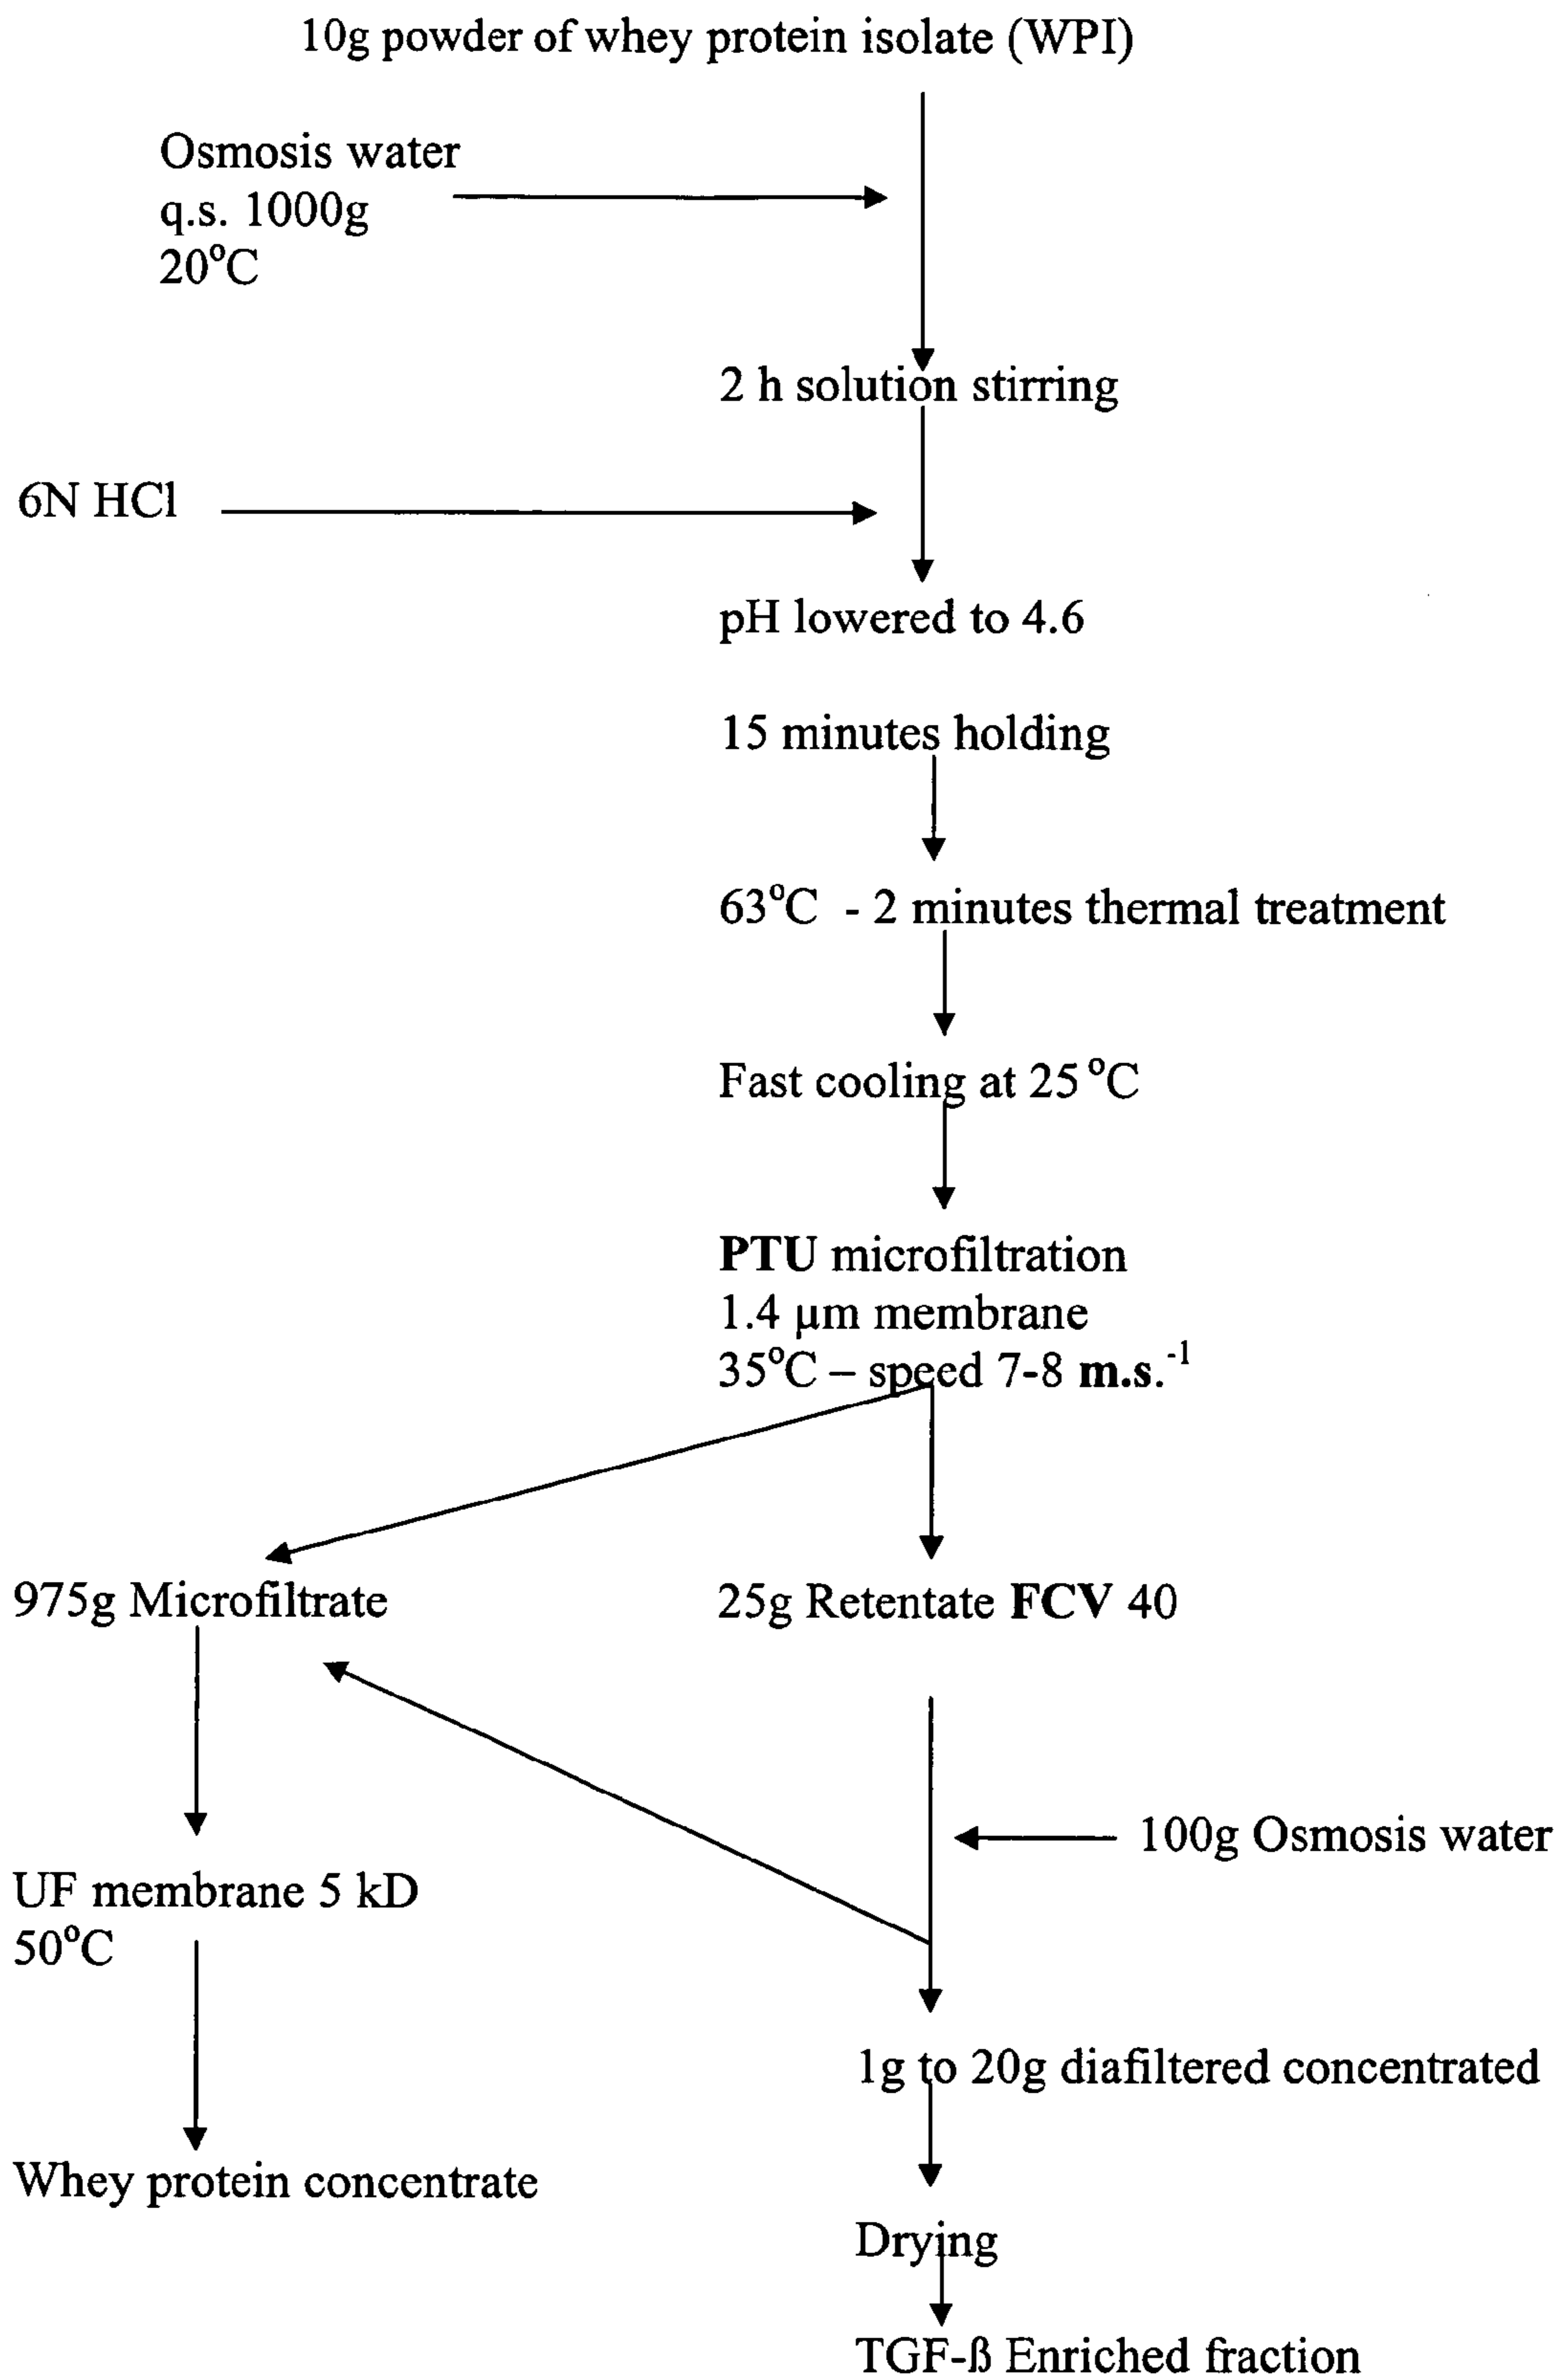 10g powder of whey protein isolate (WPI)
Osmosis water
q.s. 1000g
20°C
2 h solution stirring
6N HCl
pH lowered to 4.6
15 minutes holding
63°C - 2 minutes thermal treatment
Fast cooling at 25 °C
PTU microfiltration
1.4 µm membrane
35°C – speed 7-8 m.s.⁻¹
975g Microfiltrate
25g Retentate FCV 40
100g Osmosis water
UF membrane 5 kD
50°C
1g to 20g diafiltered concentrated
Whey protein concentrate
Drying
TGF-ß Enriched fraction